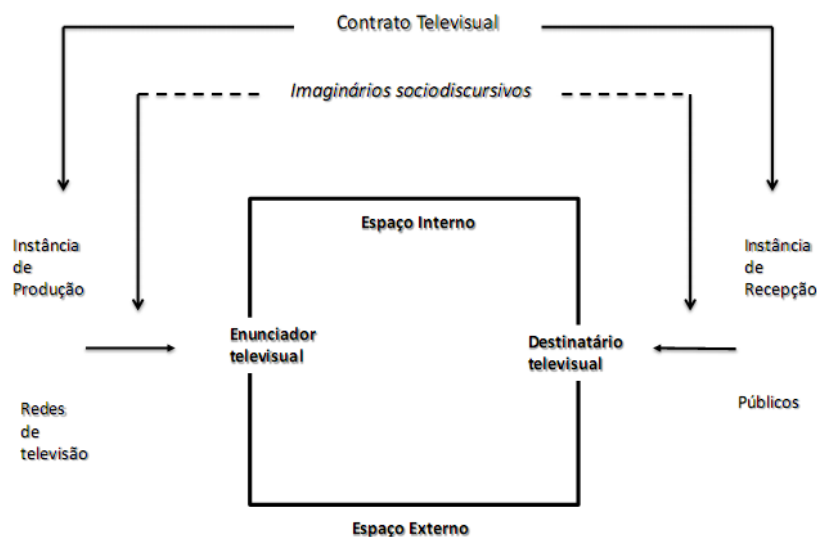 Contrato Televisual
Imaginários sociodiscursivos
Espaço Interno
Instância
de
Produção
Instância
de
Recepção
Enunciador
televisual
Destinatário
televisual
Redes
de
televisão
Públicos
Espaço Externo